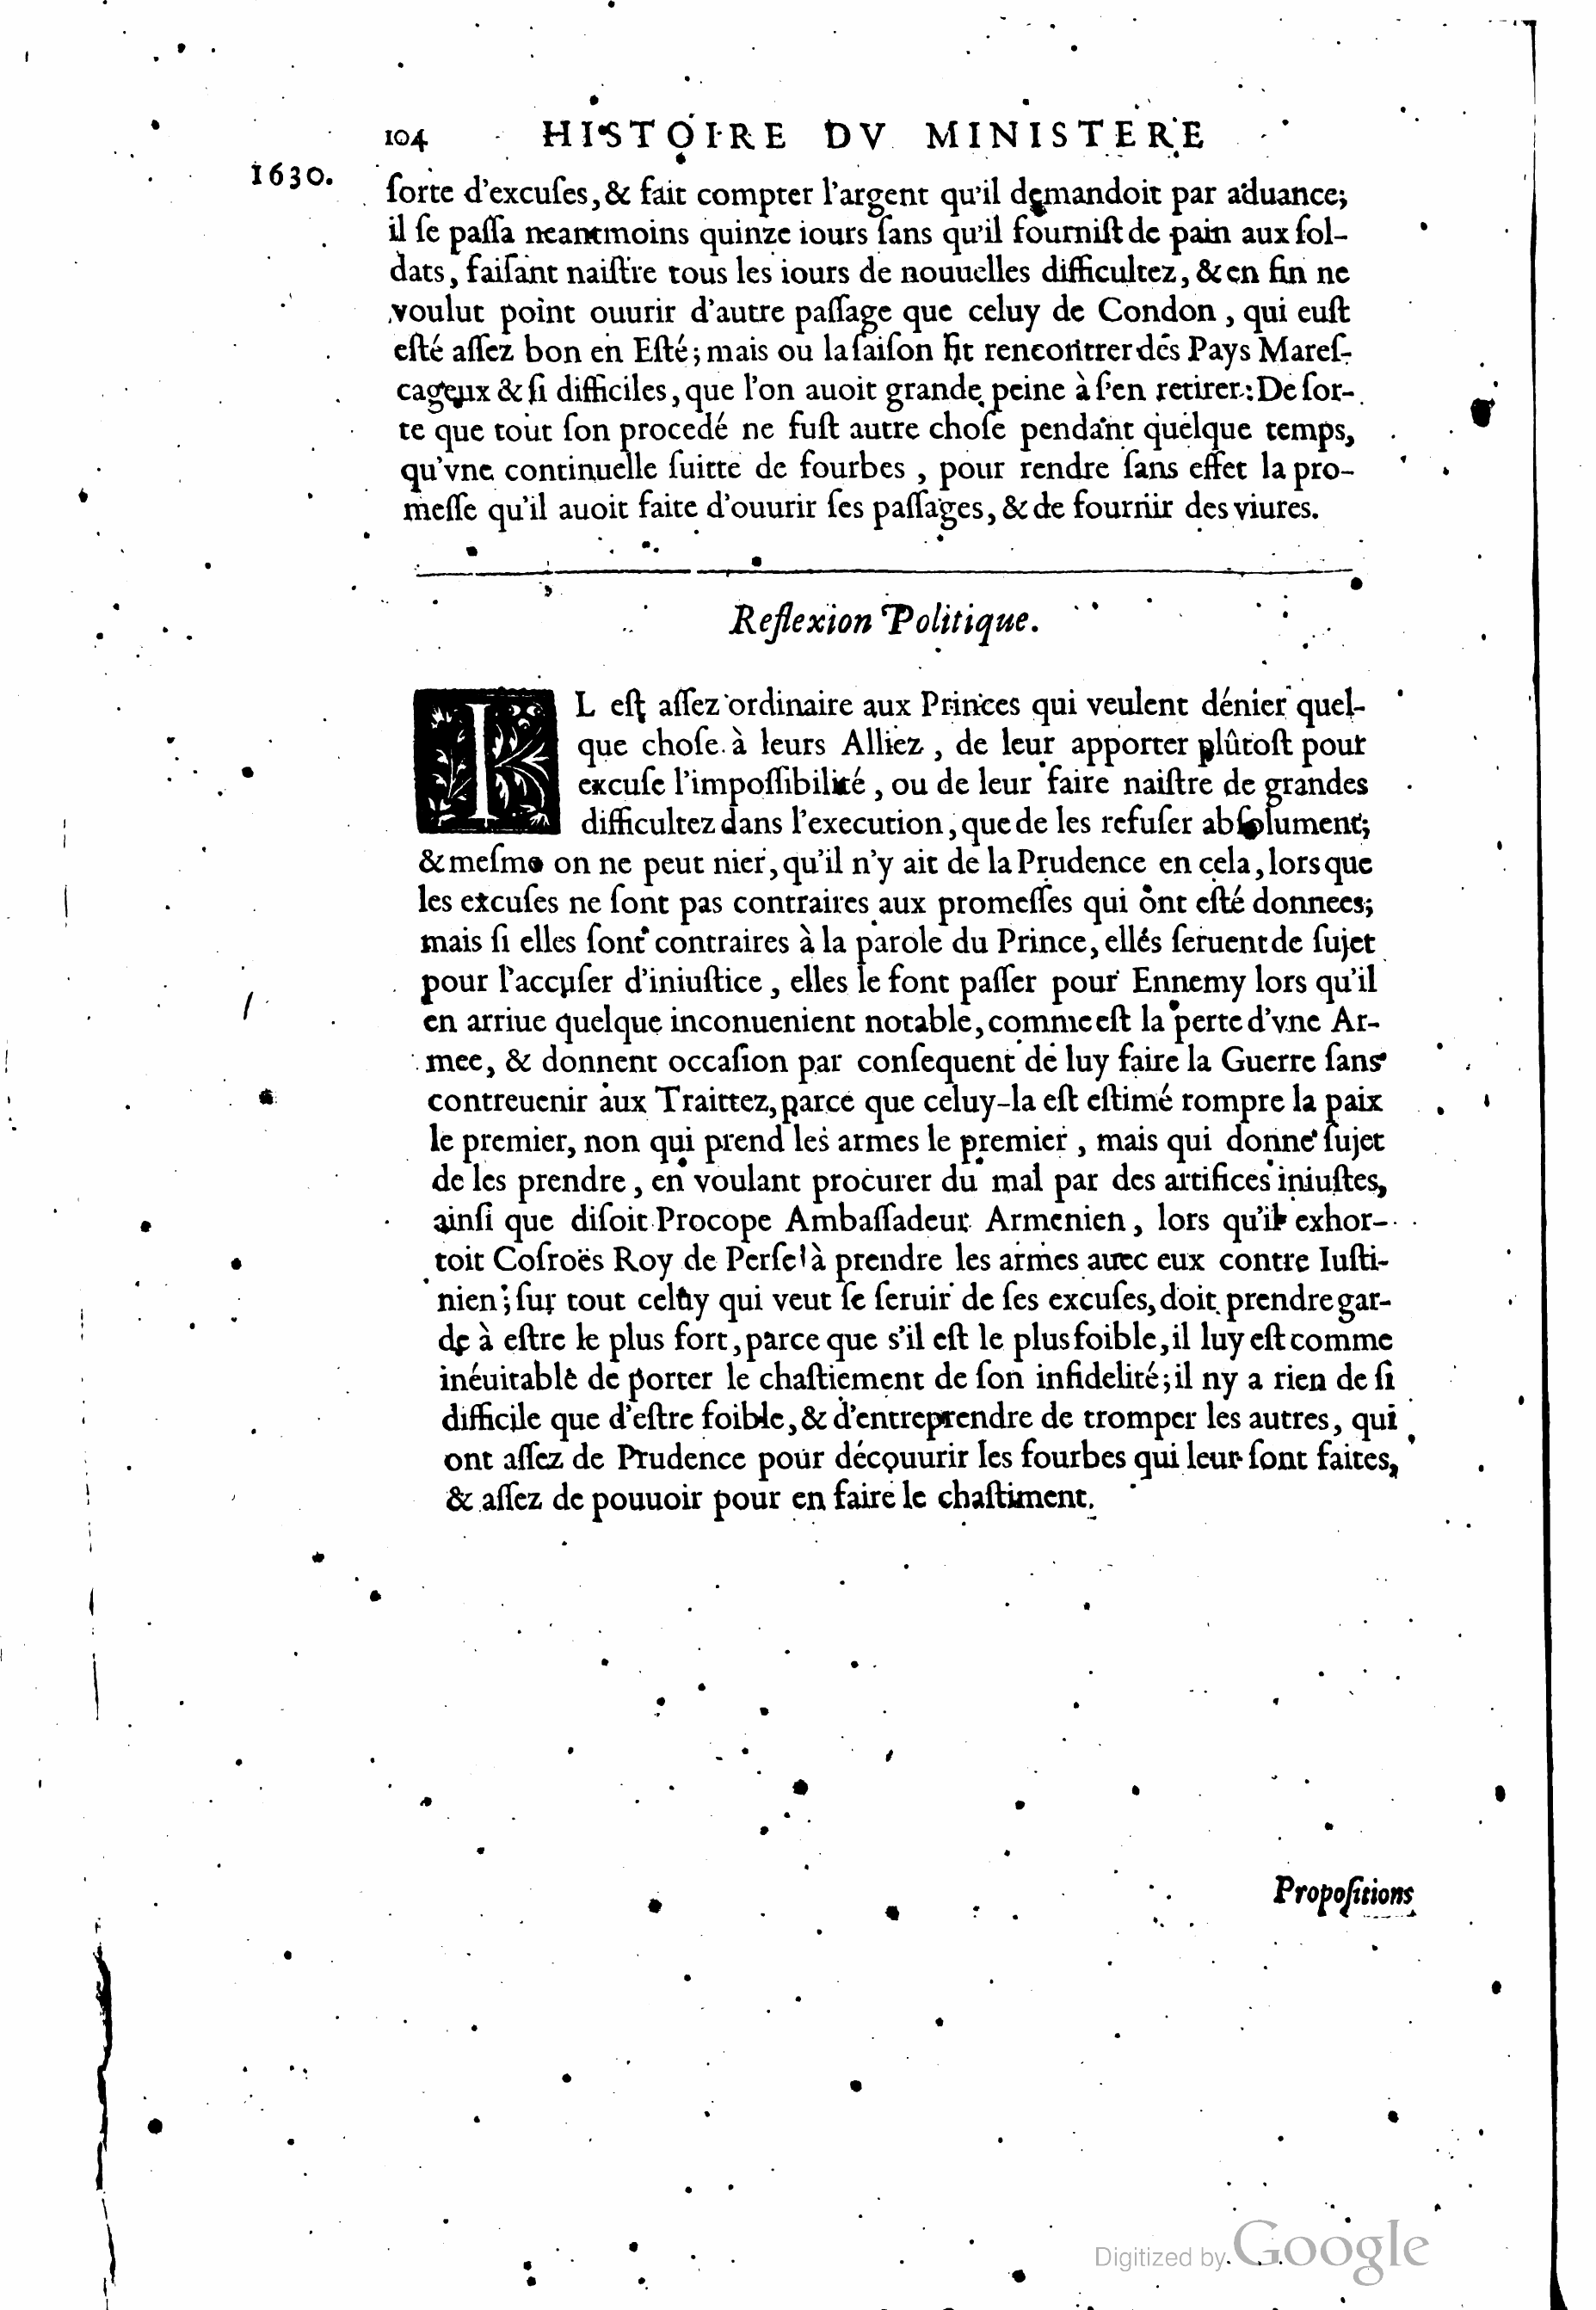 104 HISTOIRE DV MINISTERE
1630.
ſorte d'excuſes, & fait compter l'argent qu'il demandoit par aduance;
il ſe paſſa neantmoins quinze iours ſans qu'il fourniſt de pain aux ſol-
dats, faiſant naiſtre tous les iours de nouuelles difficultez, & en fin ne
voulut point ouurir d'autre paſſage que celuy de Condon, qui euſt
eſté aſſez bon en Eſté; mais ou la ſaiſon fit rencontrer des Pays Mareſ-
cageux & ſi difficiles, que l'on auoit grande peine à ſ'en retirer: De ſor-
te que tout ſon procedé ne fuſt autre choſe pendant quelque temps,
qu'vne continuelle ſuitte de fourbes, pour rendre ſans effet la pro-
meſſe qu'il auoit faite d'ouurir ſes paſſages, & de fournir des viures.
Reflexion Politique.
IL eſt aſſez ordinaire aux Princes qui veulent dénier quel-
que choſe à leurs Alliez, de leur apporter plûtoſt pour
excuſe l'impoſſibilité, ou de leur faire naiſtre de grandes
difficultez dans l'execution, que de les refuſer abſolument;
& meſme on ne peut nier, qu'il n'y ait de la Prudence en cela, lors que
les excuſes ne ſont pas contraires aux promeſſes qui ont eſté donnees;
mais ſi elles ſont contraires à la parole du Prince, elles ſeruent de ſujet
pour l'accuſer d'iniuſtice, elles le font paſſer pour Ennemy lors qu'il
en arriue quelque inconuenient notable, comme eſt la perte d'vne Ar-
mee, & donnent occaſion par conſequent de luy faire la Guerre ſans
contreuenir aux Traittez, parce que celuy-la eſt eſtimé rompre la paix
le premier, non qui prend les armes le premier, mais qui donne ſujet
de les prendre, en voulant procurer du mal par des artifices iniuſtes,
ainſi que diſoit Procope Ambaſſadeur Armenien, lors qu'il exhor-
toit Coſroës Roy de Perſe à prendre les armes auec eux contre Iuſti-
nien; ſur tout celuy qui veut ſe ſeruir de ſes excuſes, doit prendre gar-
de à eſtre le plus fort, parce que s'il eſt le plus foible, il luy eſt comme
inéuitable de porter le chaſtiement de ſon infidelité; il ny a rien de ſi
difficile que d'eſtre foible, & d'entreprendre de tromper les autres, qui
ont aſſez de Prudence pour découurir les fourbes qui leur ſont faites,
& aſſez de pouuoir pour en faire le chaſtiment.
Propoſitions
Digitized by Google